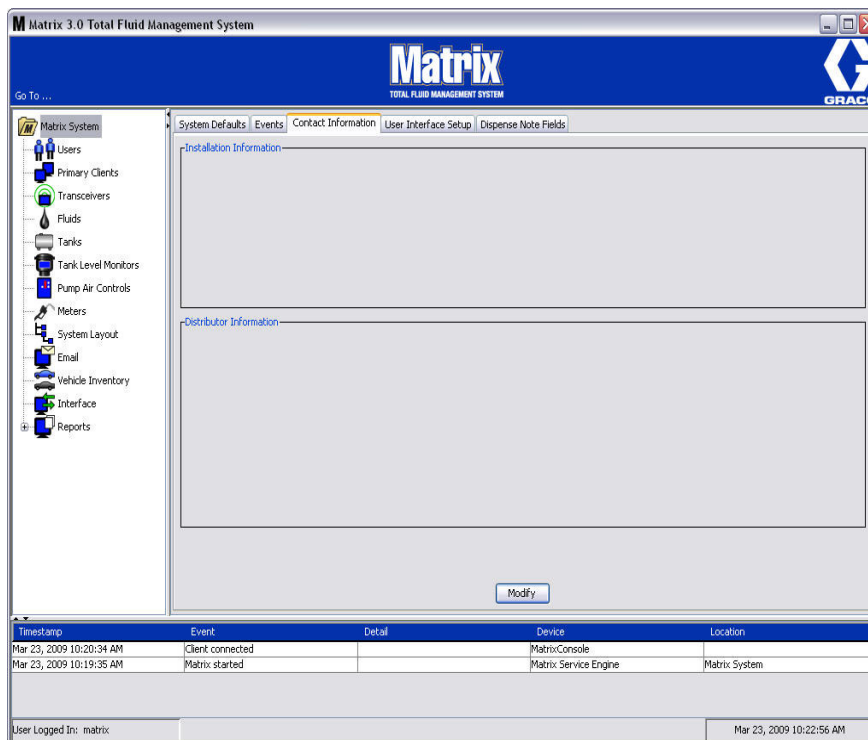 M Matrix 3.0 Total Fluid Management System
Matrix
TOTAL FLUID MANAGEMENT SYSTEM
GRACO
Go To ...
Matrix System
Users
Primary Clients
Transceivers
Fluids
Tanks
Tank Level Monitors
Pump Air Controls
Meters
System Layout
Email
Vehicle Inventory
Interface
Reports
System Defaults Events Contact Information User Interface Setup Dispense Note Fields
Installation Information
Distributor Information
Modify
Timestamp Event Detail Device Location
Mar 23, 2009 10:20:34 AM Client connected MatrixConsole
Mar 23, 2009 10:19:35 AM Matrix started Matrix Service Engine Matrix System
User Logged In: matrix Mar 23, 2009 10:22:56 AM